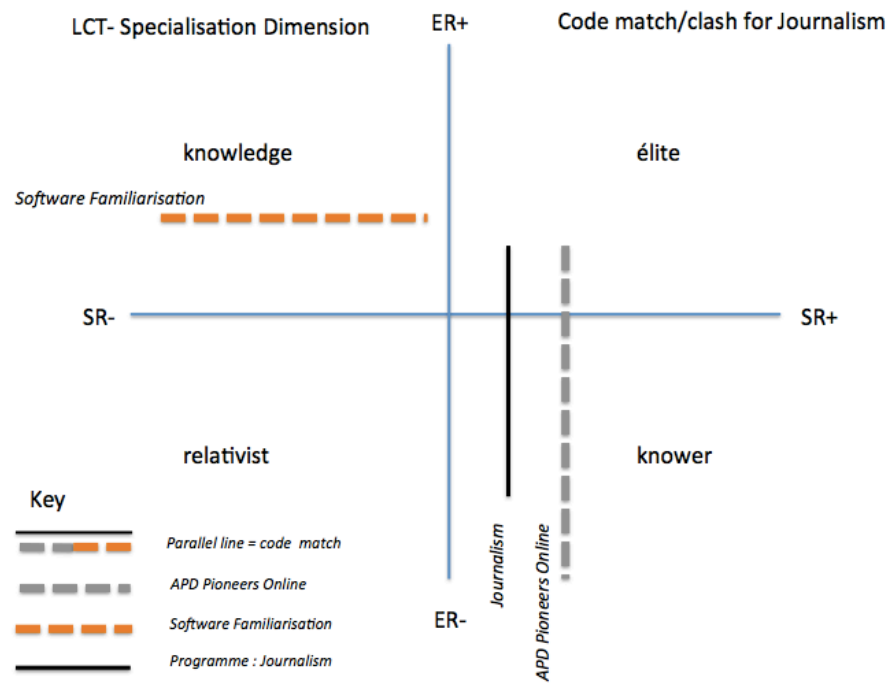 LCT- Specialisation Dimension
ER+
Code match/clash for Journalism
knowledge
élite
Software Familiarisation
SR-
SR+
relativist
knower
Key
Parallel line = code match
APD Pioneers Online
Software Familiarisation
Programme : Journalism
Journalism
APD Pioneers Online
ER-